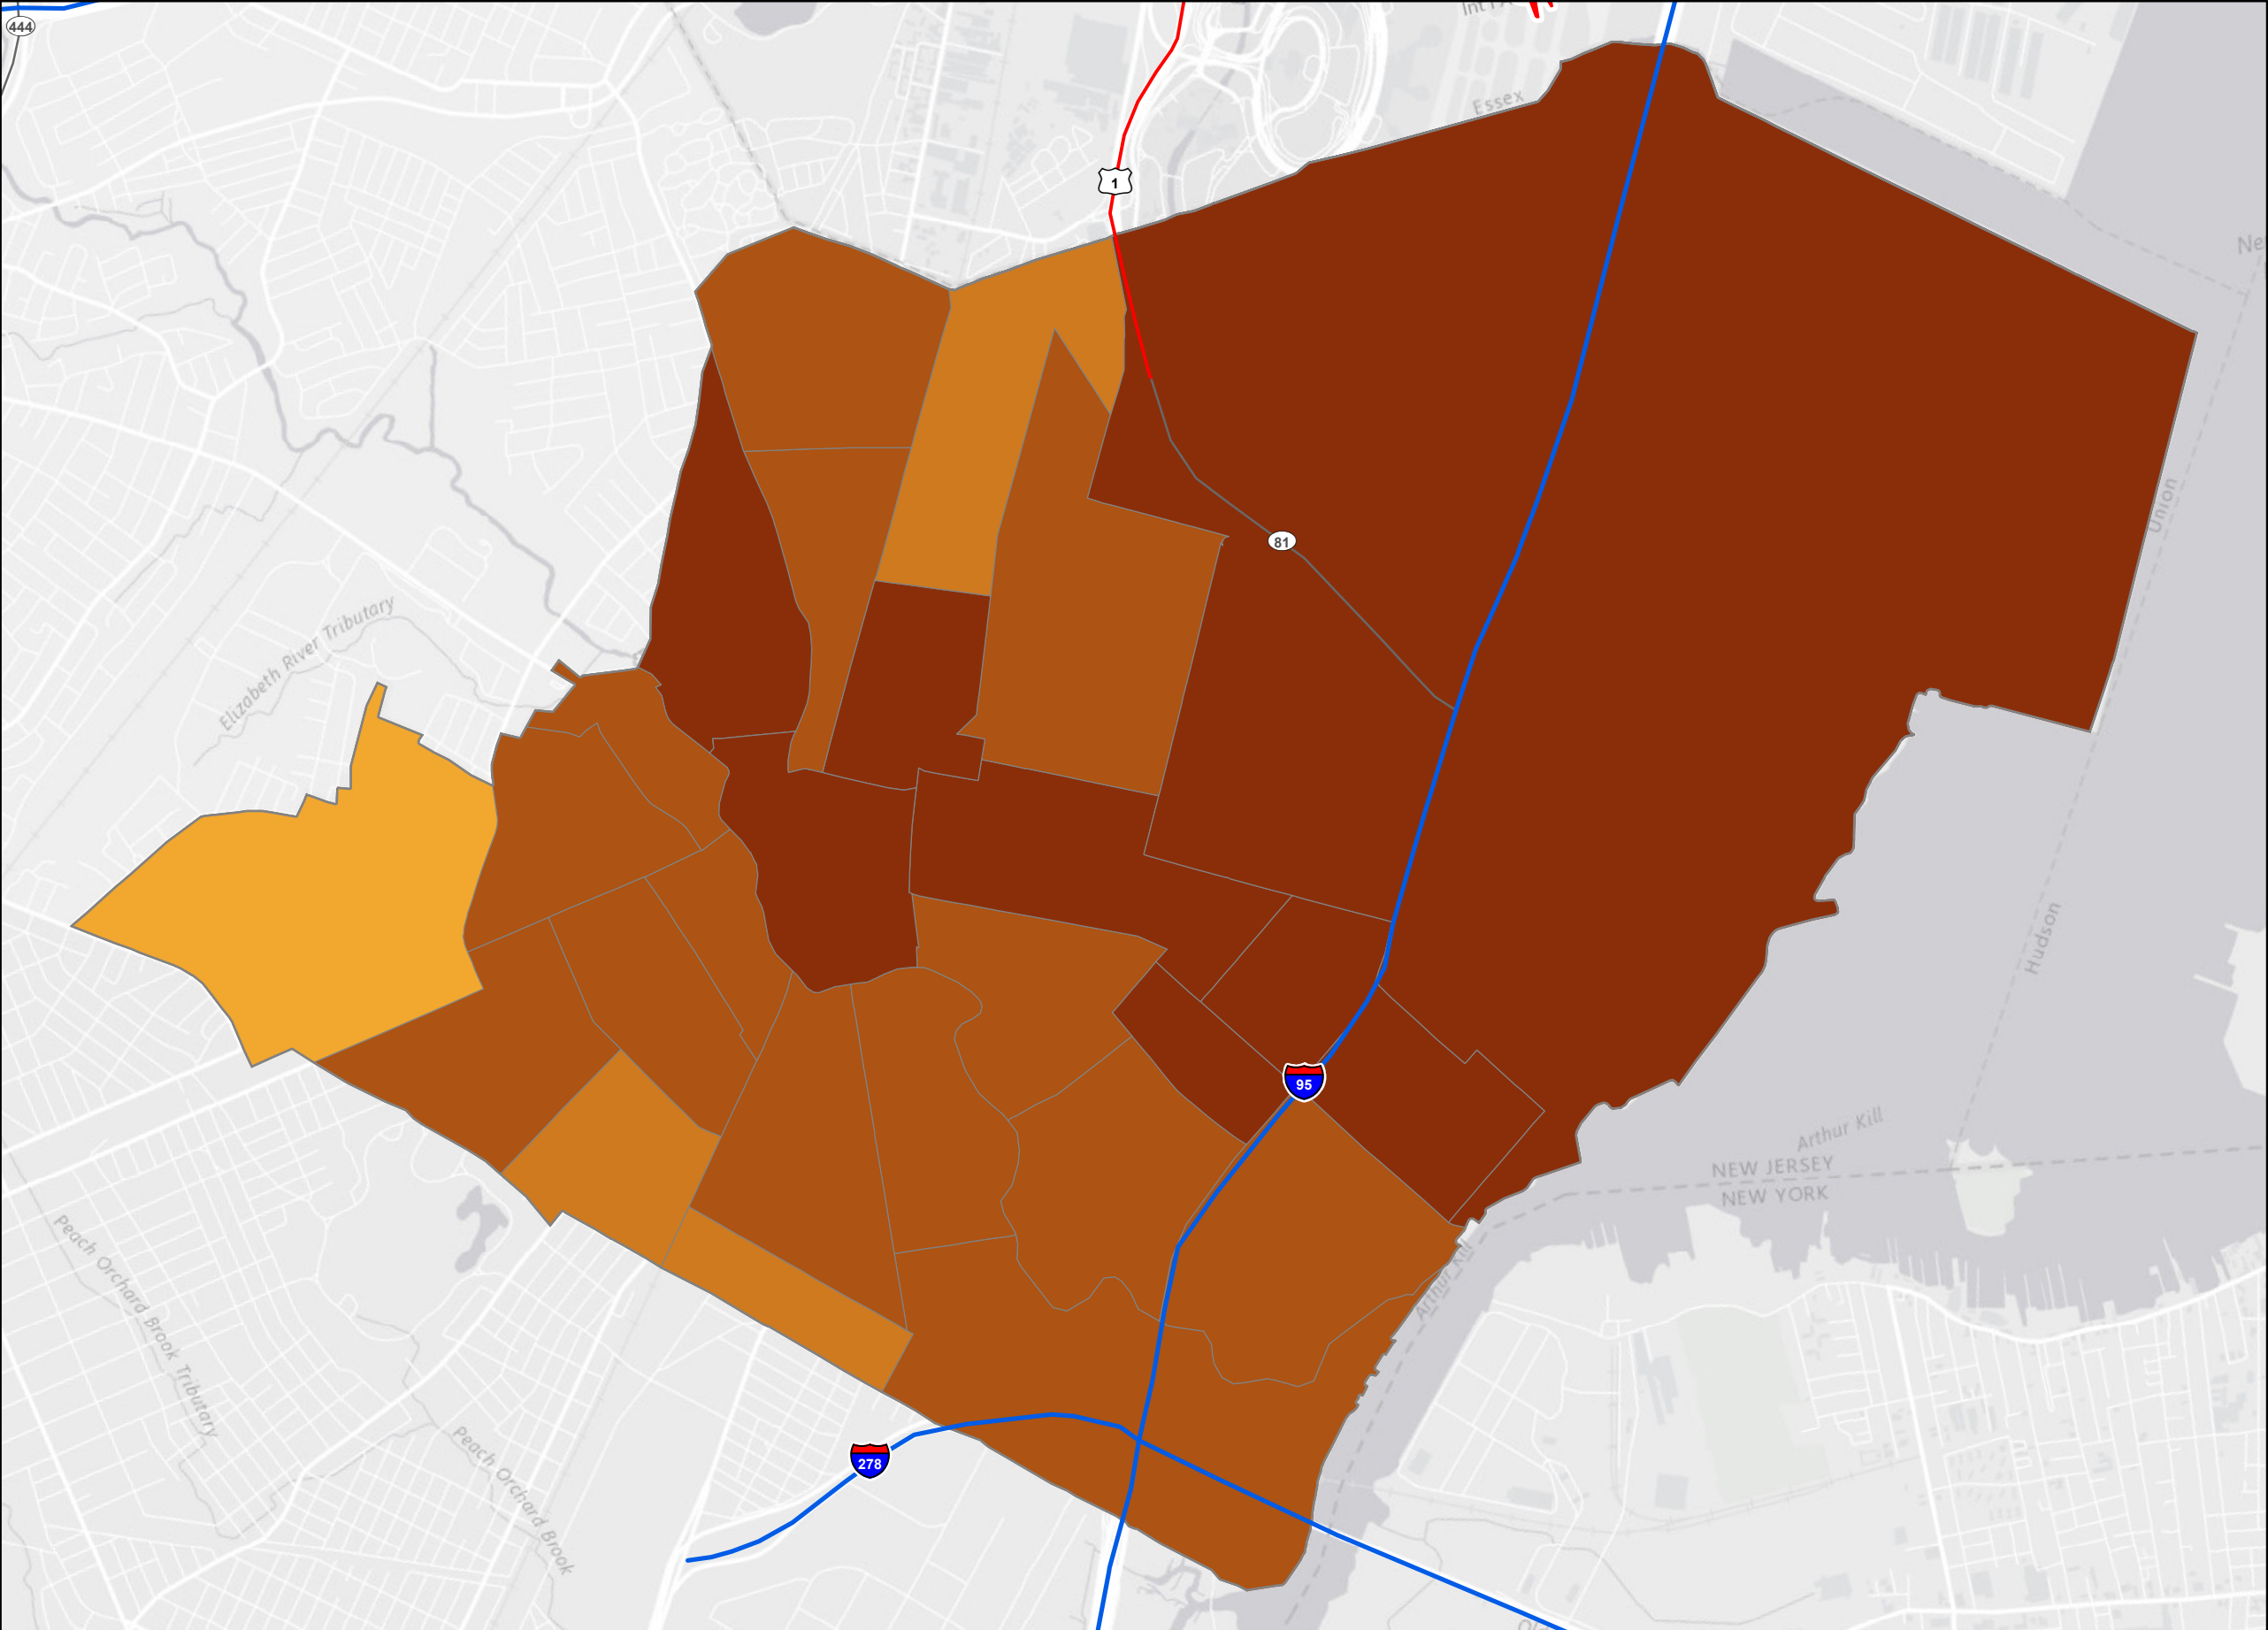 444
1
Essex
81
Union
Elizabeth River Tributary
Hudson
95
Arthur Kill
NEW JERSEY
NEW YORK
Arthur Kill
Peach Orchard Brook Tributary
Peach Orchard Brook
278